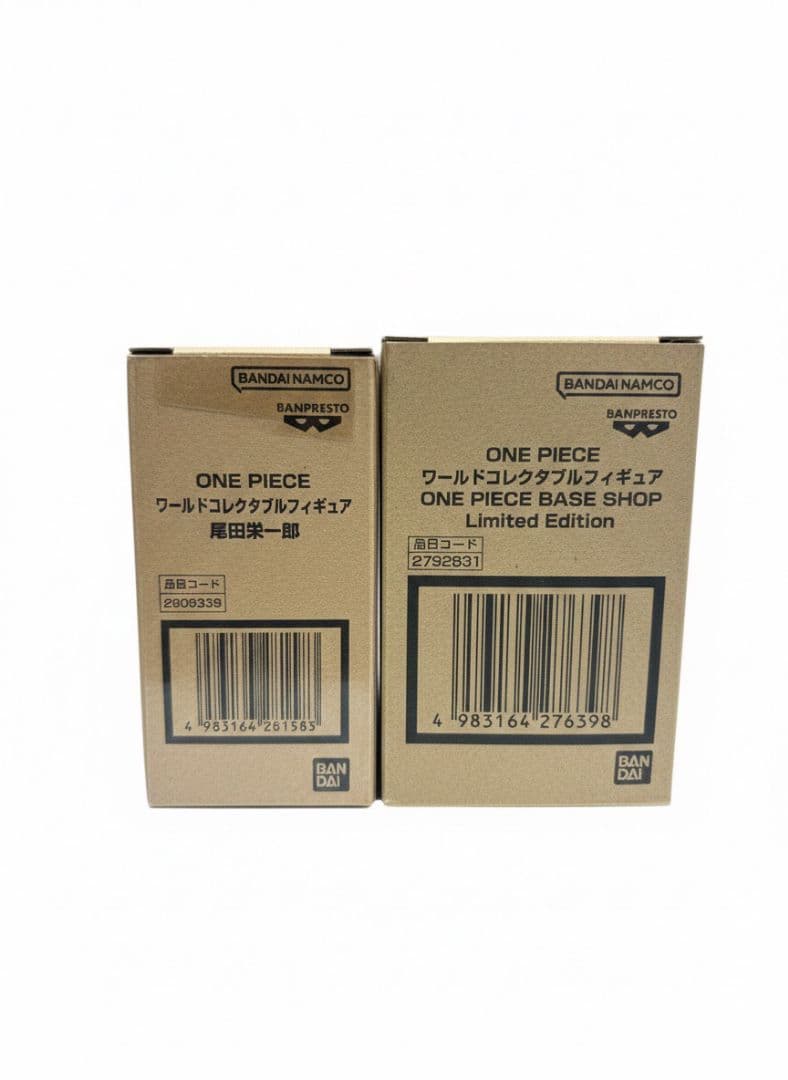 BANDAI NAMCO
BANPRESTO
ONE PIECE
ワールドコレクタブルフィギュア
尾田栄一郎
品目コード
2809339
4 983164 281583
BAN
DAI
BANDAI NAMCO
BANPRESTO
ONE PIECE
ワールドコレクタブルフィギュア
ONE PIECE BASE SHOP
Limited Edition
品目コード
2792831
4 983164 276398
BAN
DAI